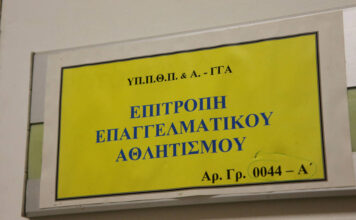 ΥΠ.Π.Θ.Π. & Α. - ΓΓΑ
ΕΠΙΤΡΟΠΗ
ΕΠΑΓΓΕΛΜΑΤΙΚΟΥ
ΑΘΛΗΤΙΣΜΟΥ
Αρ. Γρ. 0044 – Α΄